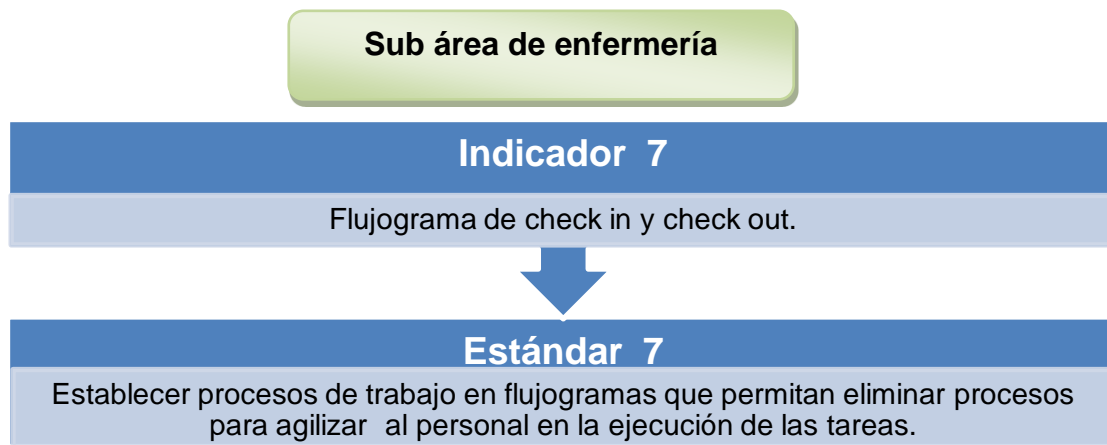 Sub área de enfermería
Indicador 7
Flujograma de check in y check out.
Estándar 7
Establecer procesos de trabajo en flujogramas que permitan eliminar procesos
para agilizar al personal en la ejecución de las tareas.